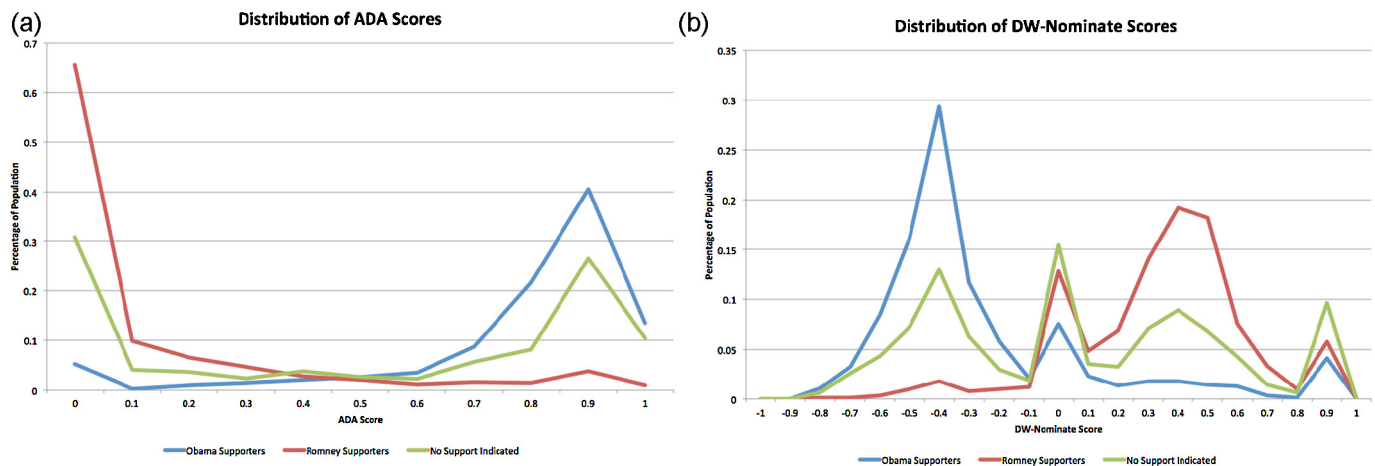 (a)
Distribution of ADA Scores
0.7
0.6
0.5
0.4
0.3
0.2
0.1
0
Percentage of Population
0 0.1 0.2 0.3 0.4 0.5 0.6 0.7 0.8 0.9 1
ADA Score
Obama Supporters Romney Supporters No Support Indicated
(b)
Distribution of DW-Nominate Scores
0.35
0.3
0.25
0.2
0.15
0.1
0.05
0
Percentage of Population
-1 -0.9 -0.8 -0.7 -0.6 -0.5 -0.4 -0.3 -0.2 -0.1 0 0.1 0.2 0.3 0.4 0.5 0.6 0.7 0.8 0.9 1
DW-Nominate Score
Obama Supporters Romney Supporters No Support Indicated